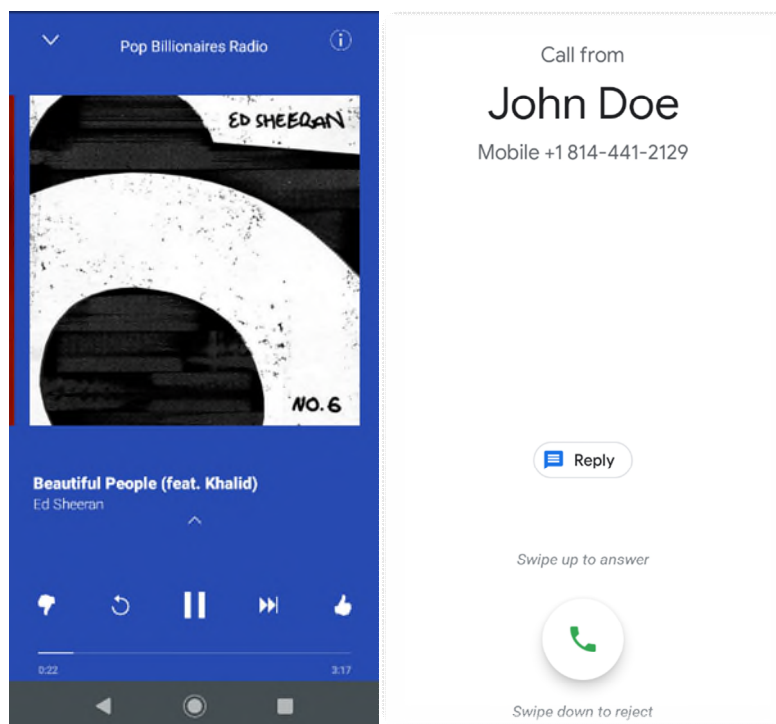 Pop Billionaires Radio
ED SHEERAN
NO.6
Beautiful People (feat. Khalid)
Ed Sheeran
0:22
3:17
Call from
John Doe
Mobile +1 814-441-2129
Reply
Swipe up to answer
Swipe down to reject